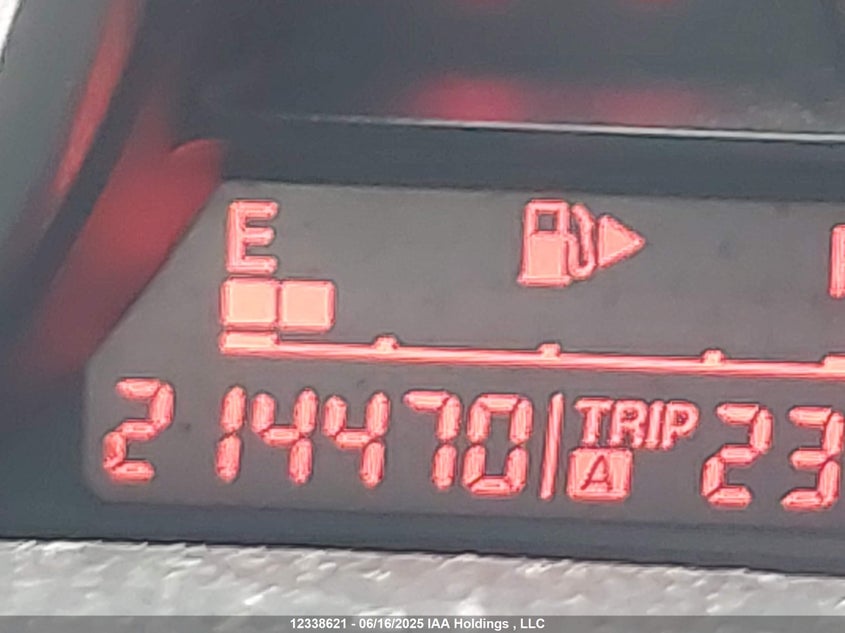 E
214470 TRIP A 23
12338621 - 06/16/2025 IAA Holdings , LLC